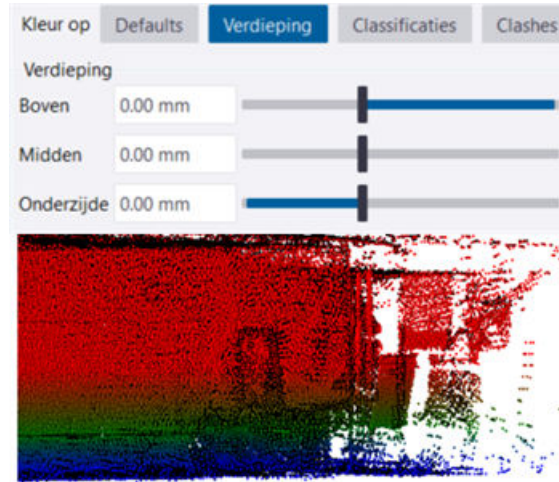 Kleur op Defaults Verdieping Classificaties Clashes
Verdieping
Boven 0.00 mm
Midden 0.00 mm
Onderzijde 0.00 mm